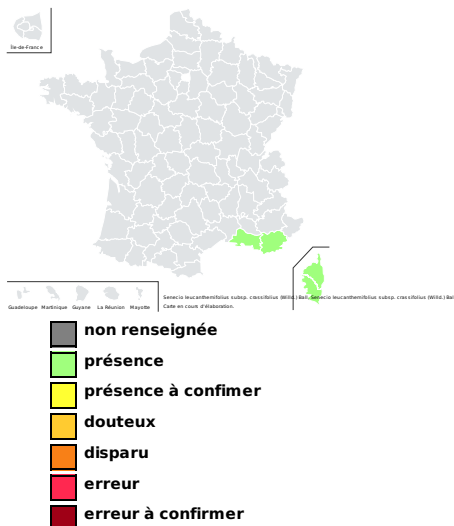 Île-de-France
Guadeloupe Martinique Guyane La Réunion Mayotte
Senecio leucanthemifolius subsp. crassifolius (Willd.) Ball, Senecio leucanthemifolius subsp. crassifolius (Willd.) Bal
Carte en cours d'élaboration.
non renseignée
présence
présence à confimer
douteux
disparu
erreur
erreur à confirmer